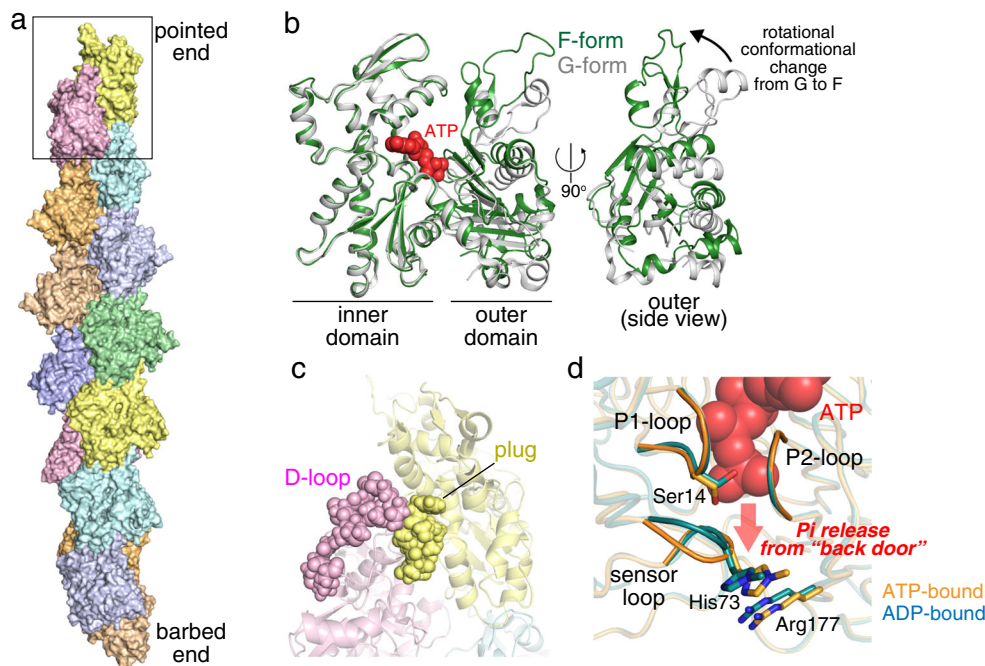 a
pointed
end
barbed
end
b
F-form
G-form
ATP
inner
domain
outer
domain
90°
rotational
conformational
change
from G to F
outer
(side view)
c
D-loop
plug
d
P1-loop
ATP
P2-loop
Ser14
Pi release
from "back door"
sensor
loop
His73
Arg177
ATP-bound
ADP-bound